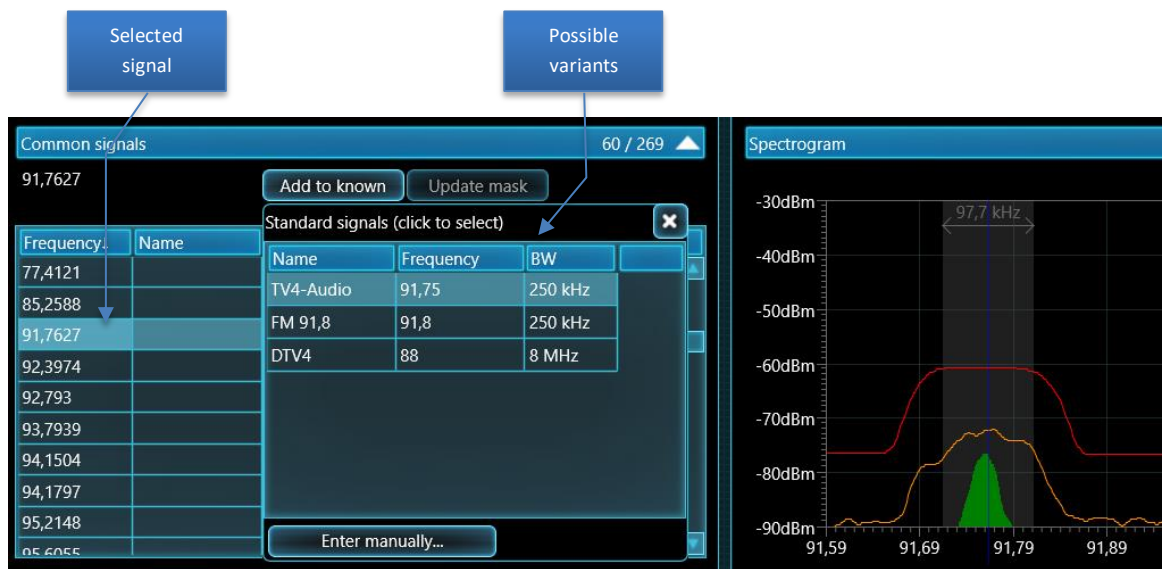 Selected
signal
Possible
variants
Common signals
60 / 269
91,7627
Add to known
Update mask
Standard signals (click to select)
Frequency
Name
77,4121
85,2588
91,7627
92,3974
92,793
93,7939
94,1504
94,1797
95,2148
95,6055
Name
Frequency
BW
TV4-Audio
91,75
250 kHz
FM 91,8
91,8
250 kHz
DTV4
88
8 MHz
Enter manually...
Spectrogram
97,7 kHz
-30dBm
-40dBm
-50dBm
-60dBm
-70dBm
-80dBm
-90dBm
91,59
91,69
91,79
91,89